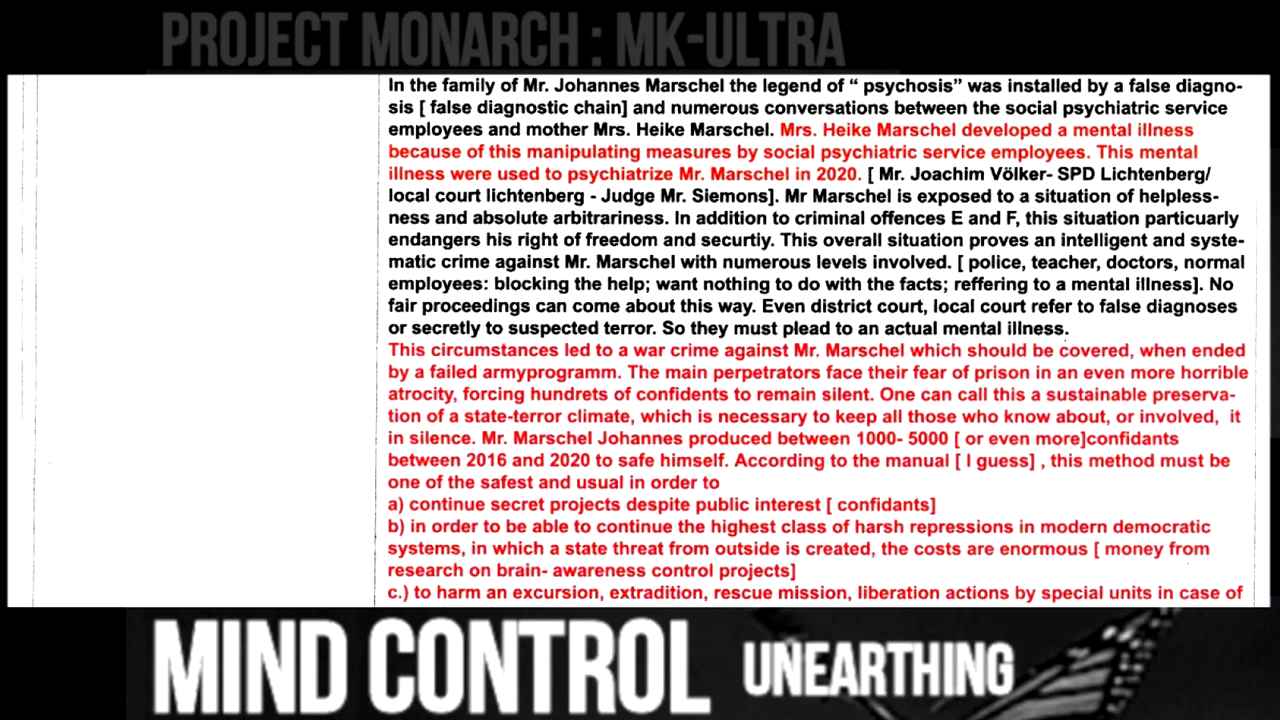 PROJECT MONARCH : MK-ULTRA
In the family of Mr. Johannes Marschel the legend of “ psychosis” was installed by a false diagno-
sis [ false diagnostic chain] and numerous conversations between the social psychiatric service
employees and mother Mrs. Heike Marschel. Mrs. Heike Marschel developed a mental illness
because of this manipulating measures by social psychiatric service employees. This mental
illness were used to psychiatrize Mr. Marschel in 2020. [ Mr. Joachim Völker- SPD Lichtenberg/
local court lichtenberg - Judge Mr. Siemons]. Mr Marschel is exposed to a situation of helpless-
ness and absolute arbitrariness. In addition to criminal offences E and F, this situation particuarly
endangers his right of freedom and securtiy. This overall situation proves an intelligent and syste-
matic crime against Mr. Marschel with numerous levels involved. [ police, teacher, doctors, normal
employees: blocking the help; want nothing to do with the facts; reffering to a mental illness]. No
fair proceedings can come about this way. Even district court, local court refer to false diagnoses
or secretly to suspected terror. So they must plead to an actual mental illness.
This circumstances led to a war crime against Mr. Marschel which should be covered, when ended
by a failed armyprogramm. The main perpetrators face their fear of prison in an even more horrible
atrocity, forcing hundrets of confidents to remain silent. One can call this a sustainable preserva-
tion of a state-terror climate, which is necessary to keep all those who know about, or involved, it
in silence. Mr. Marschel Johannes produced between 1000- 5000 [ or even more]confidants
between 2016 and 2020 to safe himself. According to the manual [ I guess] , this method must be
one of the safest and usual in order to
a) continue secret projects despite public interest [ confidants]
b) in order to be able to continue the highest class of harsh repressions in modern democratic
systems, in which a state threat from outside is created, the costs are enormous [ money from
research on brain- awareness control projects]
c.) to harm an excursion, extradition, rescue mission, liberation actions by special units in case of
MIND CONTROL UNEARTHING